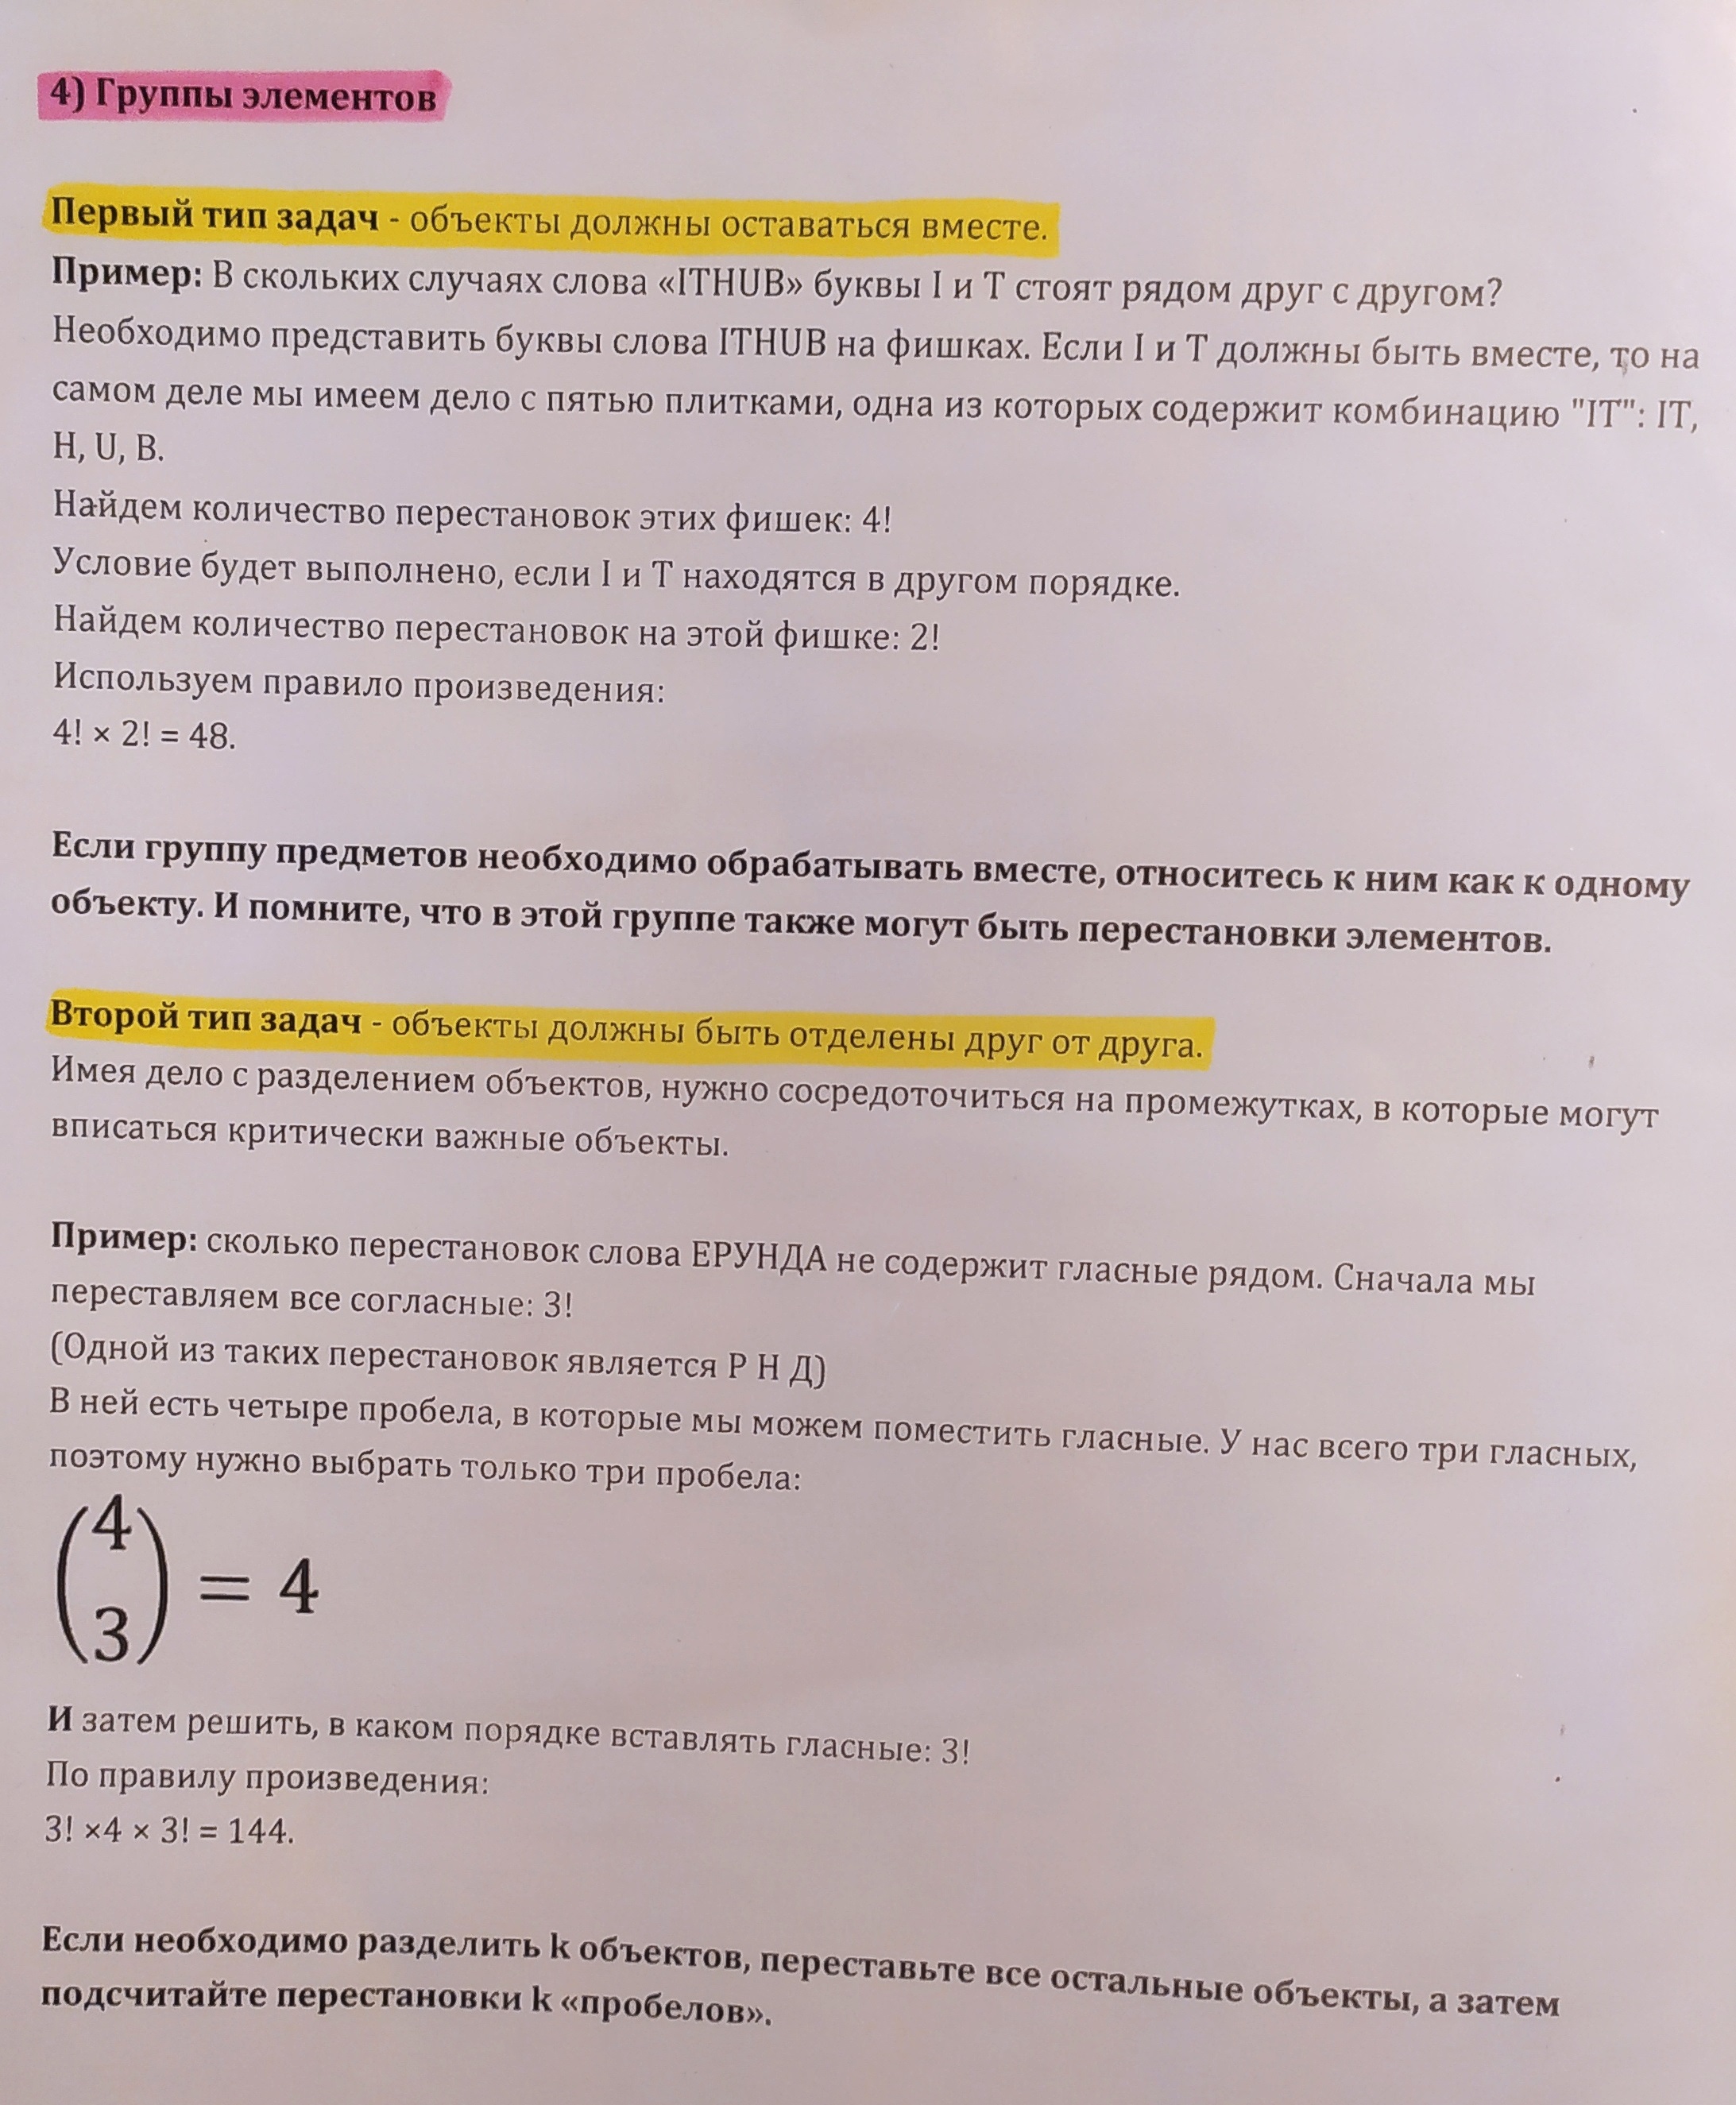 4) Группы элементов
Первый тип задач - объекты должны оставаться вместе.
Пример: В скольких случаях слова «ITHUB» буквы I и T стоят рядом друг с другом?
Необходимо представить буквы слова ITHUB на фишках. Если I и T должны быть вместе, то на
самом деле мы имеем дело с пятью плитками, одна из которых содержит комбинацию "IT": IT,
H, U, B.
Найдем количество перестановок этих фишек: 4!
Условие будет выполнено, если I и T находятся в другом порядке.
Найдем количество перестановок на этой фишке: 2!
Используем правило произведения:
4! × 2! = 48.
Если группу предметов необходимо обрабатывать вместе, относитесь к ним как к одному
объекту. И помните, что в этой группе также могут быть перестановки элементов.
Второй тип задач - объекты должны быть отделены друг от друга.
Имея дело с разделением объектов, нужно сосредоточиться на промежутках, в которые могут
вписаться критически важные объекты.
Пример: сколько перестановок слова ЕРУНДА не содержит гласные рядом. Сначала мы
переставляем все согласные: 3!
(Одной из таких перестановок является Р Н Д)
В ней есть четыре пробела, в которые мы можем поместить гласные. У нас всего три гласных,
поэтому нужно выбрать только три пробела:
(4
3) = 4
И затем решить, в каком порядке вставлять гласные: 3!
По правилу произведения:
3! ×4 × 3! = 144.
Если необходимо разделить k объектов, переставьте все остальные объекты, а затем
подсчитайте перестановки k «пробелов».